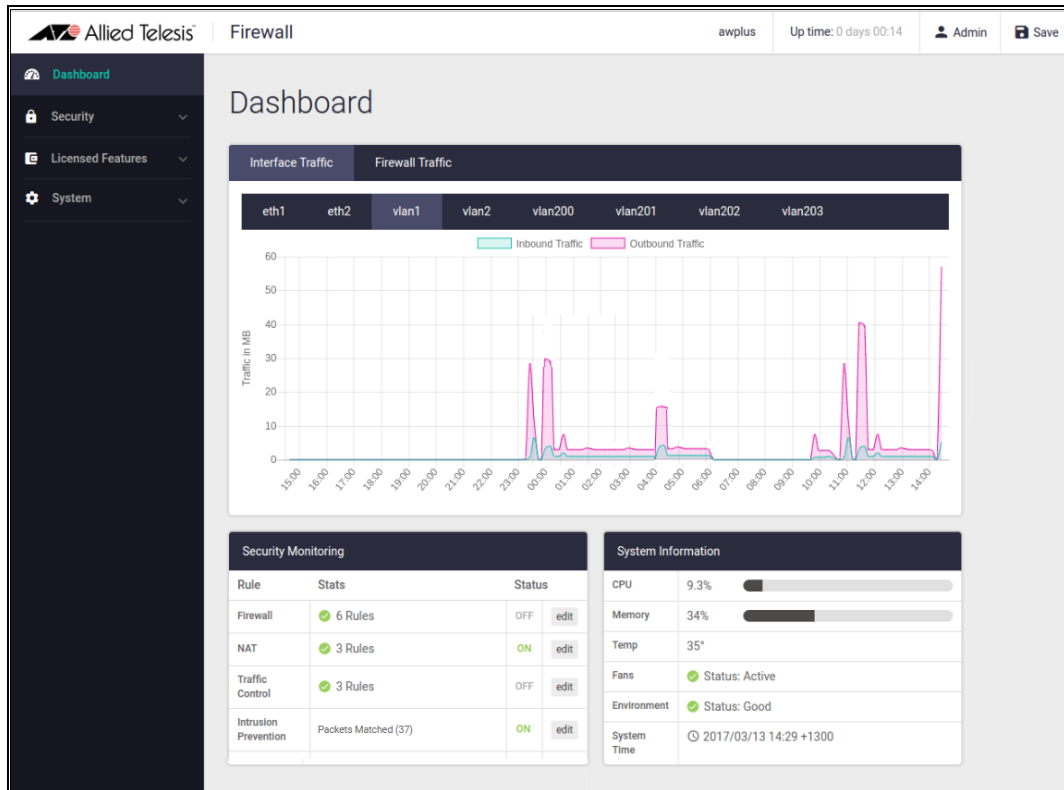 Allied Telesis™ Firewall awplus Up time: 0 days 00:14 Admin Save
Dashboard
Security
Licensed Features
System
Dashboard
Interface Traffic Firewall Traffic
eth1 eth2 vlan1 vlan2 vlan200 vlan201 vlan202 vlan203
Inbound Traffic Outbound Traffic
Traffic in MB
60
50
40
30
20
10
0
15:00 16:00 17:00 18:00 19:00 20:00 21:00 22:00 23:00 00:00 01:00 02:00 03:00 04:00 05:00 06:00 07:00 08:00 09:00 10:00 11:00 12:00 13:00 14:00
Security Monitoring
Rule Stats Status
Firewall 6 Rules OFF edit
NAT 3 Rules ON edit
Traffic
Control 3 Rules OFF edit
Intrusion
Prevention Packets Matched (37) ON edit
System Information
CPU 9.3%
Memory 34%
Temp 35°
Fans Status: Active
Environment Status: Good
System
Time 2017/03/13 14:29 +1300